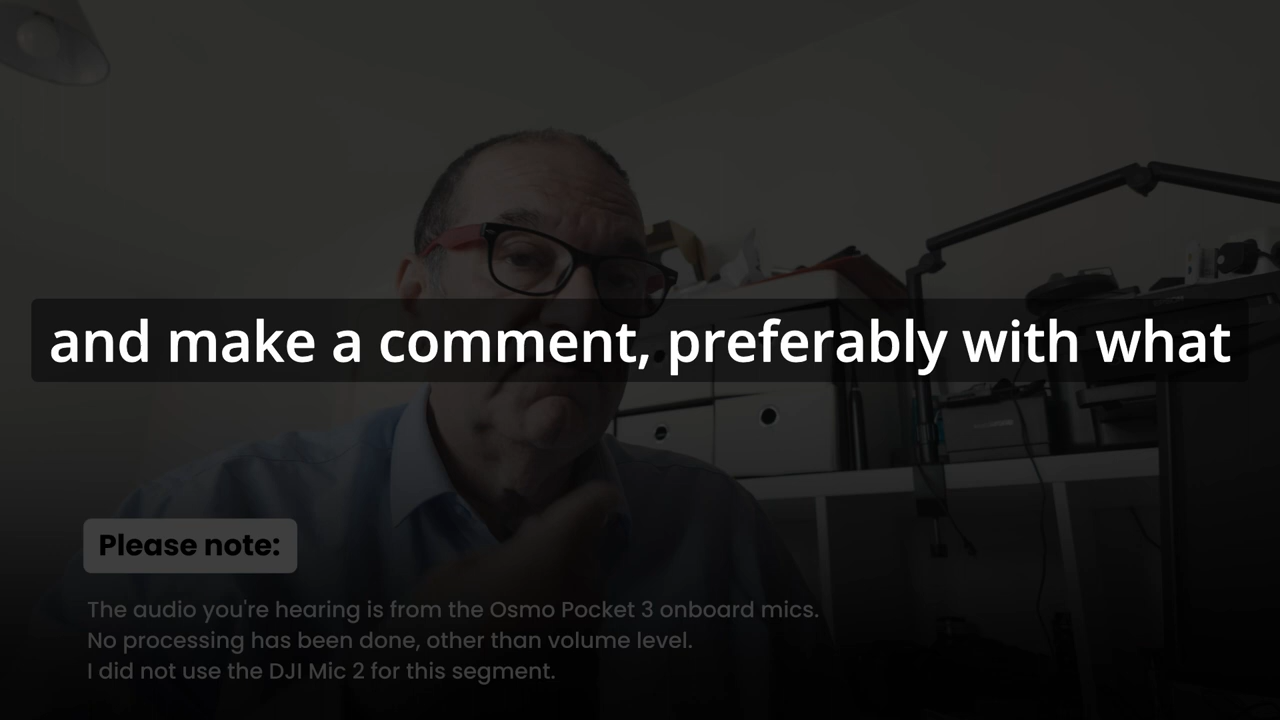 and make a comment, preferably with what
Please note:
The audio you're hearing is from the Osmo Pocket 3 onboard mics.
No processing has been done, other than volume level.
I did not use the DJI Mic 2 for this segment.